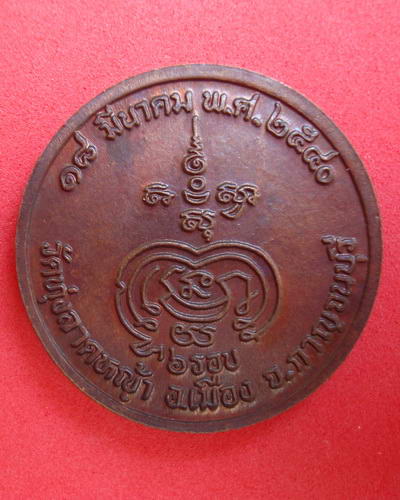 ๑๘ มีนาคม พ.ศ. ๒๕๔๐
๖ รอบ
วัดทุ่งลาดหญ้า อ.เมือง จ.กาญจนบุรี